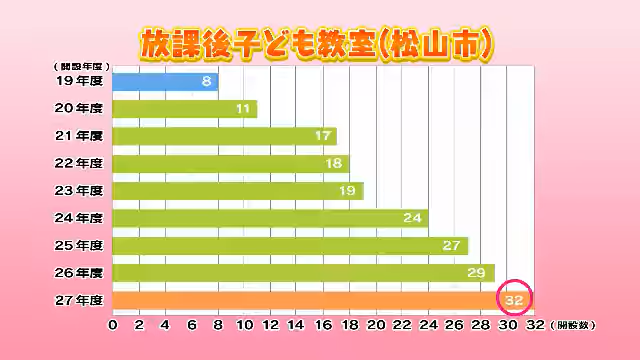 放課後子ども教室(松山市)
(開設年度)
19年度 8
20年度 11
21年度 17
22年度 18
23年度 19
24年度 24
25年度 27
26年度 29
27年度 32
0 2 4 6 8 10 12 14 16 18 20 22 24 26 28 30 32 (開設数)